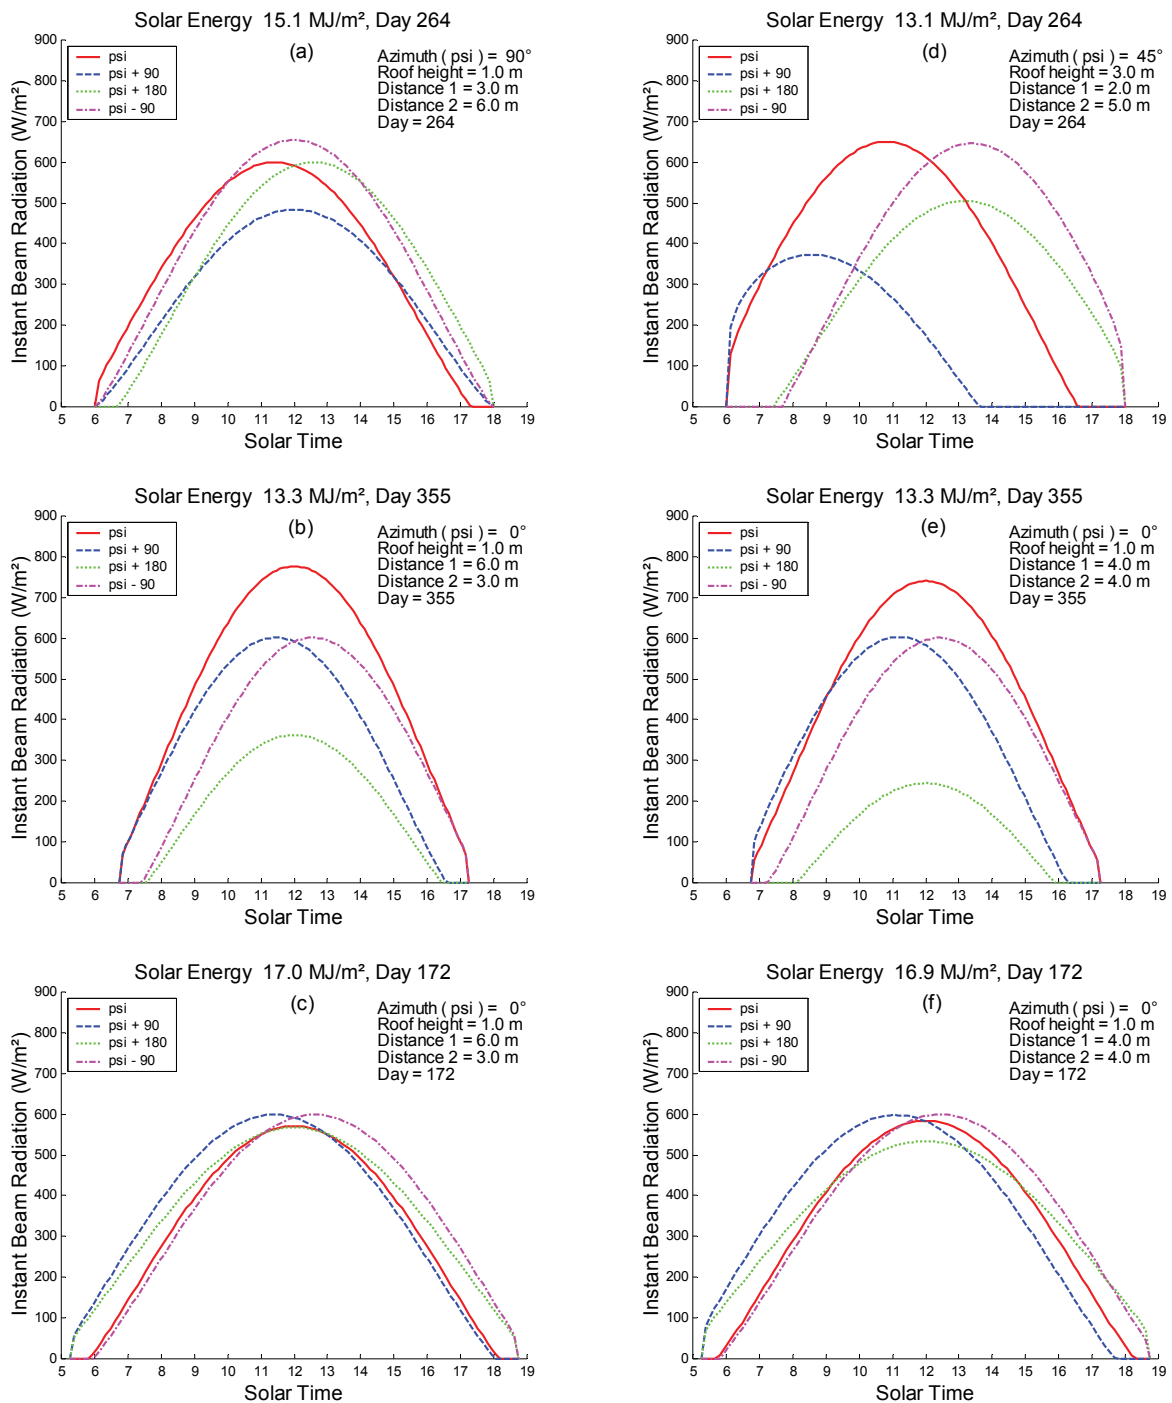 Solar Energy 15.1 MJ/m², Day 264
(a)
psi
psi + 90
psi + 180
psi - 90
Azimuth ( psi ) = 90°
Roof height = 1.0 m
Distance 1 = 3.0 m
Distance 2 = 6.0 m
Day = 264
Instant Beam Radiation (W/m²)
900
800
700
600
500
400
300
200
100
0
5 6 7 8 9 10 11 12 13 14 15 16 17 18 19
Solar Time
Solar Energy 13.1 MJ/m², Day 264
(d)
psi
psi + 90
psi + 180
psi - 90
Azimuth ( psi ) = 45°
Roof height = 3.0 m
Distance 1 = 2.0 m
Distance 2 = 5.0 m
Day = 264
Instant Beam Radiation (W/m²)
900
800
700
600
500
400
300
200
100
0
5 6 7 8 9 10 11 12 13 14 15 16 17 18 19
Solar Time
Solar Energy 13.3 MJ/m², Day 355
(b)
psi
psi + 90
psi + 180
psi - 90
Azimuth ( psi ) = 0°
Roof height = 1.0 m
Distance 1 = 6.0 m
Distance 2 = 3.0 m
Day = 355
Instant Beam Radiation (W/m²)
900
800
700
600
500
400
300
200
100
0
5 6 7 8 9 10 11 12 13 14 15 16 17 18 19
Solar Time
Solar Energy 13.3 MJ/m², Day 355
(e)
psi
psi + 90
psi + 180
psi - 90
Azimuth ( psi ) = 0°
Roof height = 1.0 m
Distance 1 = 4.0 m
Distance 2 = 4.0 m
Day = 355
Instant Beam Radiation (W/m²)
900
800
700
600
500
400
300
200
100
0
5 6 7 8 9 10 11 12 13 14 15 16 17 18 19
Solar Time
Solar Energy 17.0 MJ/m², Day 172
(c)
psi
psi + 90
psi + 180
psi - 90
Azimuth ( psi ) = 0°
Roof height = 1.0 m
Distance 1 = 6.0 m
Distance 2 = 3.0 m
Day = 172
Instant Beam Radiation (W/m²)
900
800
700
600
500
400
300
200
100
0
5 6 7 8 9 10 11 12 13 14 15 16 17 18 19
Solar Time
Solar Energy 16.9 MJ/m², Day 172
(f)
psi
psi + 90
psi + 180
psi - 90
Azimuth ( psi ) = 0°
Roof height = 1.0 m
Distance 1 = 4.0 m
Distance 2 = 4.0 m
Day = 172
Instant Beam Radiation (W/m²)
900
800
700
600
500
400
300
200
100
0
5 6 7 8 9 10 11 12 13 14 15 16 17 18 19
Solar Time